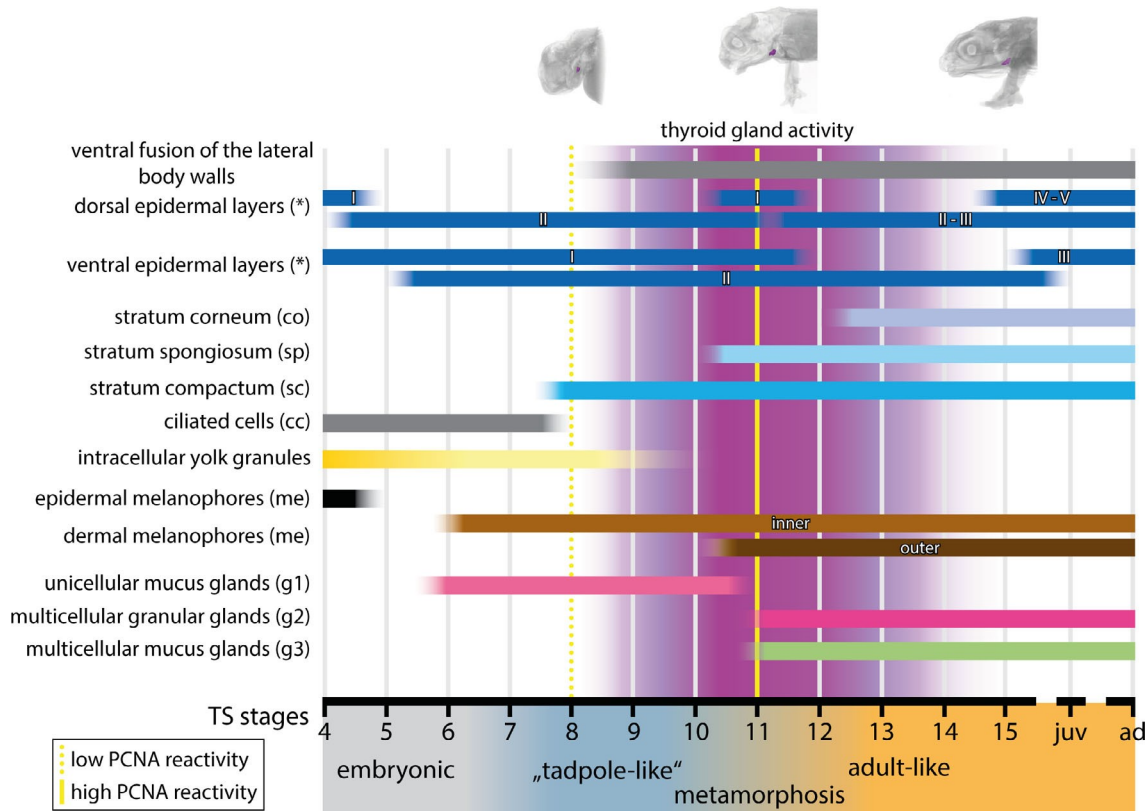 thyroid gland activity
ventral fusion of the lateral
body walls
dorsal epidermal layers (*)
I
I
IV - V
II
II - III
ventral epidermal layers (*)
I
III
II
stratum corneum (co)
stratum spongiosum (sp)
stratum compactum (sc)
ciliated cells (cc)
intracellular yolk granules
epidermal melanophores (me)
dermal melanophores (me)
inner
outer
unicellular mucus glands (g1)
multicellular granular glands (g2)
multicellular mucus glands (g3)
TS stages
4 5 6 7 8 9 10 11 12 13 14 15 juv ad
low PCNA reactivity
high PCNA reactivity
embryonic
„tadpole-like“
metamorphosis
adult-like